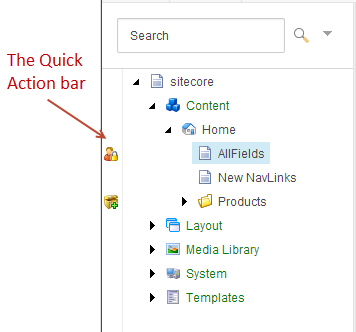 The Quick
Action bar
Search
sitecore
Content
Home
AllFields
New NavLinks
Products
Layout
Media Library
System
Templates